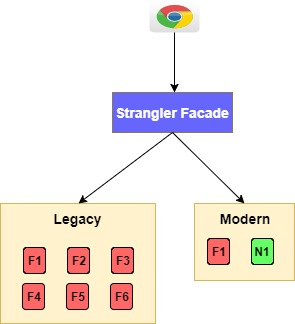 Strangler Facade
Legacy
F1 F2 F3
F4 F5 F6
Modern
F1 N1